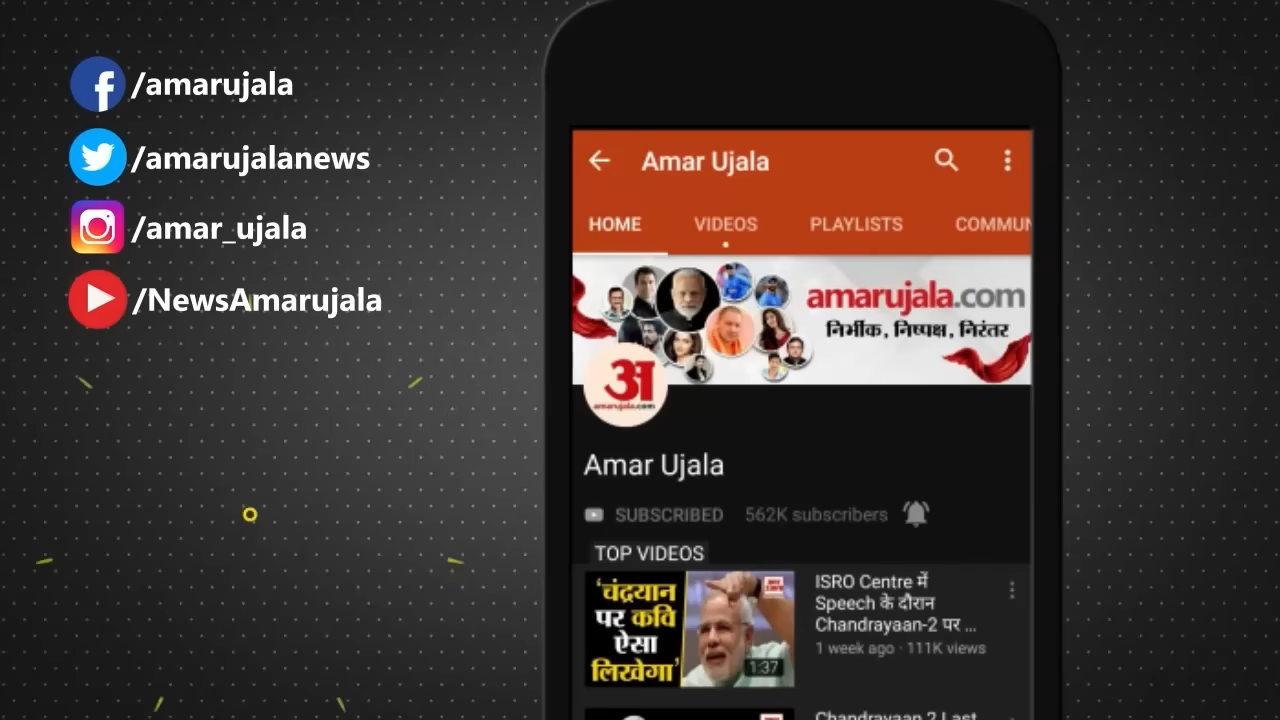 /amarujala
/amarujalanews
/amar_ujala
/NewsAmarujala
Amar Ujala
HOME VIDEOS PLAYLISTS COMMUN
amarujala.com
निर्भीक, निष्पक्ष, निरंतर
अ
amarujala.com
Amar Ujala
SUBSCRIBED 562K subscribers
TOP VIDEOS
'चंद्रयान
पर कवि
ऐसा
लिखेगा'
1:37
ISRO Centre में
Speech के दौरान
Chandrayaan-2 पर ...
1 week ago · 111K views
Chandrayaan 2 Last